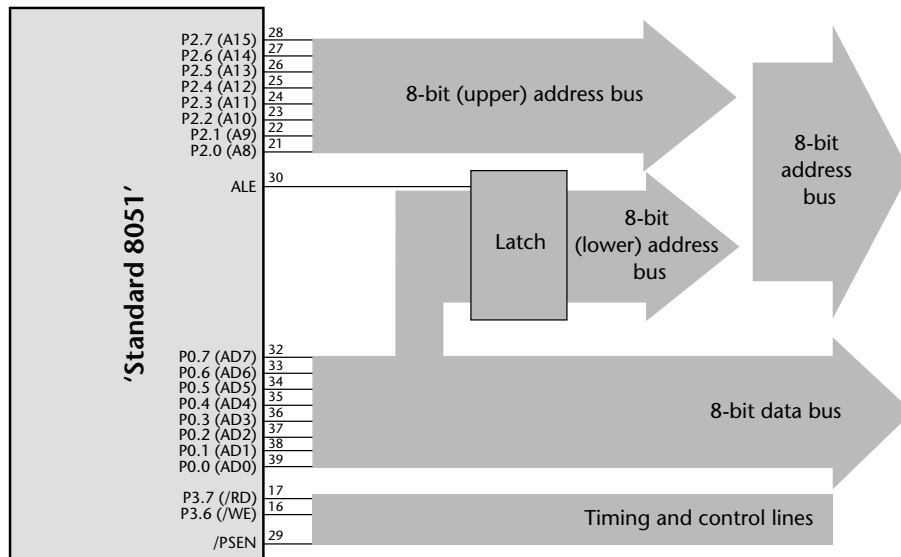 P2.7 (A15) 28
P2.6 (A14) 27
P2.5 (A13) 26
P2.4 (A12) 25
P2.3 (A11) 24
P2.2 (A10) 23
P2.1 (A9) 22
P2.0 (A8) 21
8-bit (upper) address bus
8-bit
address
bus
ALE 30
Latch
8-bit
(lower) address
bus
'Standard 8051'
P0.7 (AD7) 32
P0.6 (AD6) 33
P0.5 (AD5) 34
P0.4 (AD4) 35
P0.3 (AD3) 36
P0.2 (AD2) 37
P0.1 (AD1) 38
P0.0 (AD0) 39
8-bit data bus
P3.7 (/RD) 17
P3.6 (/WE) 16
/PSEN 29
Timing and control lines